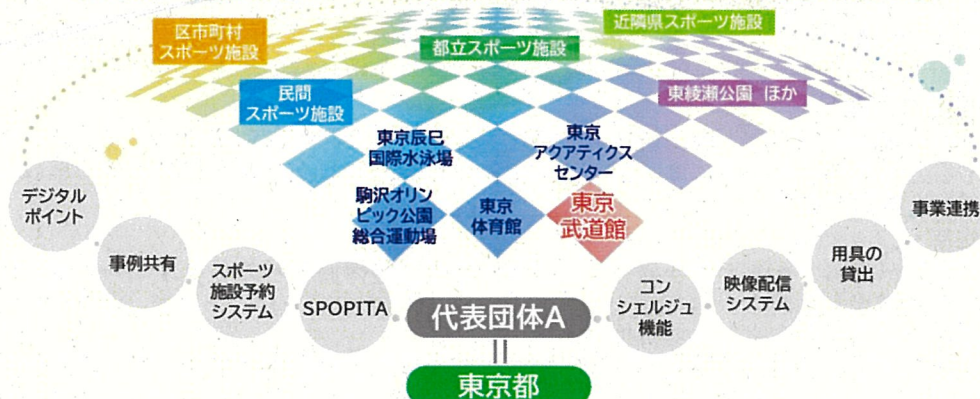 区市町村
スポーツ施設
都立スポーツ施設
近隣県スポーツ施設
民間
スポーツ施設
東綾瀬公園 ほか
東京辰巳
国際水泳場
東京
アクアティクス
センター
駒沢オリン
ピック公園
総合運動場
東京
体育館
東京
武道館
デジタル
ポイント
事例共有
スポーツ
施設予約
システム
SPOPITA
代表団体A
コン
シェルジュ
機能
映像配信
システム
用具の
貸出
事業連携
東京都